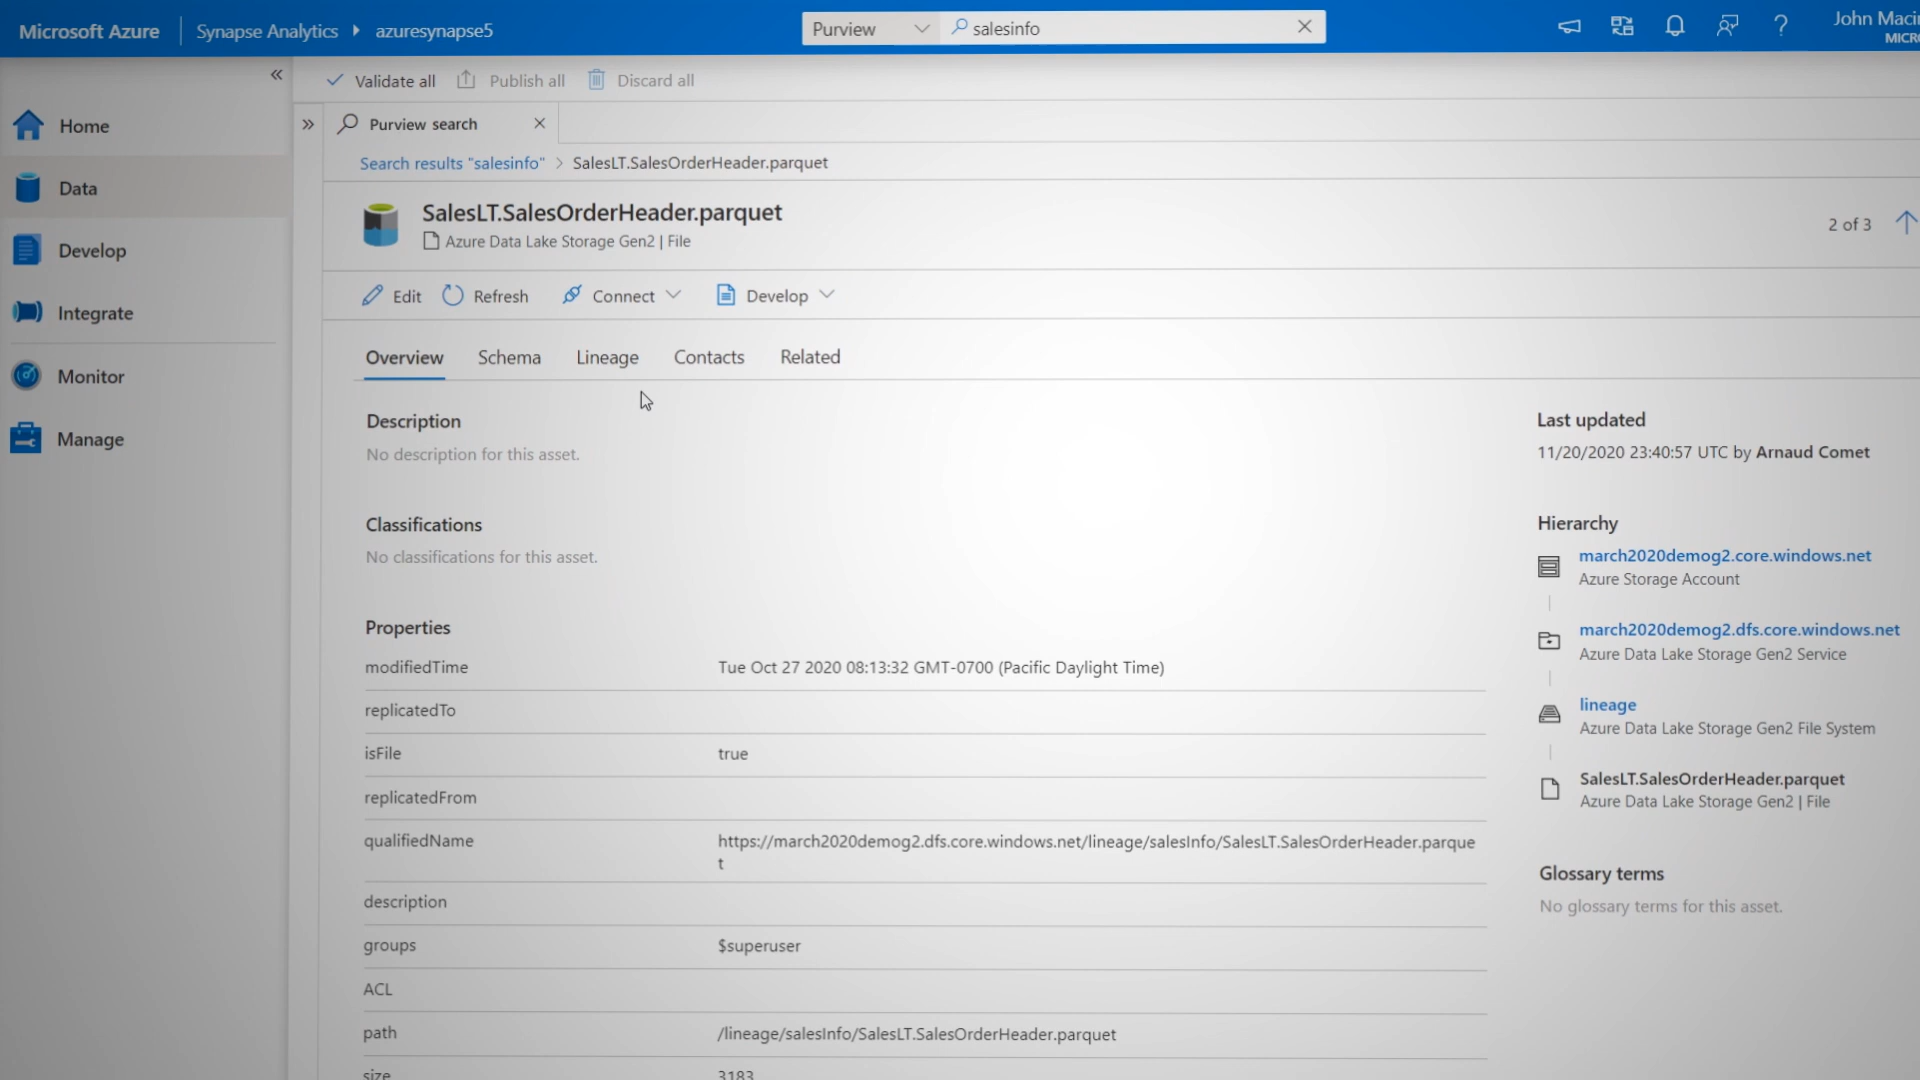 Microsoft Azure
Synapse Analytics
azuresynapse5
Purview
salesinfo
John Maci
MICR
Validate all
Publish all
Discard all
Home
Data
Develop
Integrate
Monitor
Manage
Purview search
Search results "salesinfo" > SalesLT.SalesOrderHeader.parquet
SalesLT.SalesOrderHeader.parquet
Azure Data Lake Storage Gen2 | File
2 of 3
Edit
Refresh
Connect
Develop
Overview
Schema
Lineage
Contacts
Related
Description
No description for this asset.
Classifications
No classifications for this asset.
Properties
modifiedTime
Tue Oct 27 2020 08:13:32 GMT-0700 (Pacific Daylight Time)
replicatedTo
isFile
true
replicatedFrom
qualifiedName
https://march2020demog2.dfs.core.windows.net/lineage/salesInfo/SalesLT.SalesOrderHeader.parque
t
description
groups
$superuser
ACL
path
/lineage/salesInfo/SalesLT.SalesOrderHeader.parquet
size
3183
Last updated
11/20/2020 23:40:57 UTC by Arnaud Comet
Hierarchy
march2020demog2.core.windows.net
Azure Storage Account
march2020demog2.dfs.core.windows.net
Azure Data Lake Storage Gen2 Service
lineage
Azure Data Lake Storage Gen2 File System
SalesLT.SalesOrderHeader.parquet
Azure Data Lake Storage Gen2 | File
Glossary terms
No glossary terms for this asset.